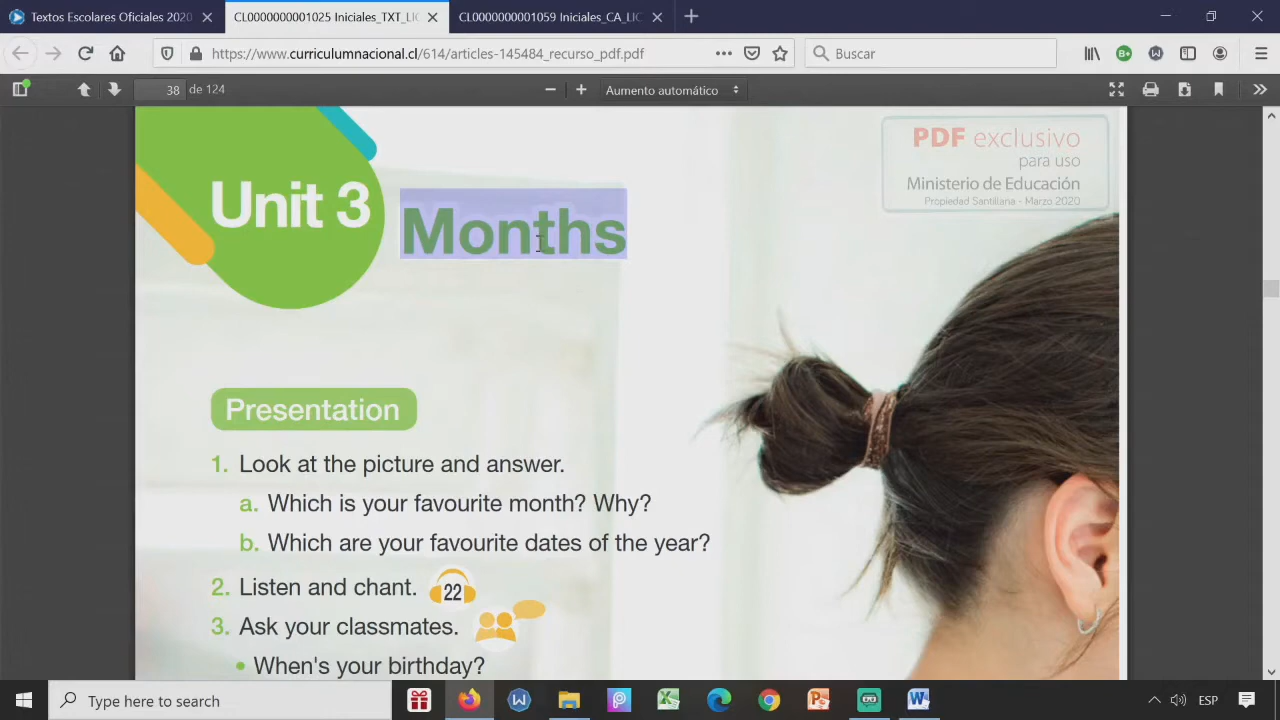 Textos Escolares Oficiales 2020
CL0000000001025 Iniciales_TXT_LIC
CL0000000001059 Iniciales_CA_LIC
https://www.curriculumnacional.cl/614/articles-145484_recurso_pdf.pdf
Buscar
38 de 124
Aumento automático
PDF exclusivo
para uso
Ministerio de Educación
Propiedad Santillana - Marzo 2020
Unit 3
Months
Presentation
1. Look at the picture and answer.
a. Which is your favourite month? Why?
b. Which are your favourite dates of the year?
2. Listen and chant. 22
3. Ask your classmates.
• When's your birthday?
Type here to search
ESP